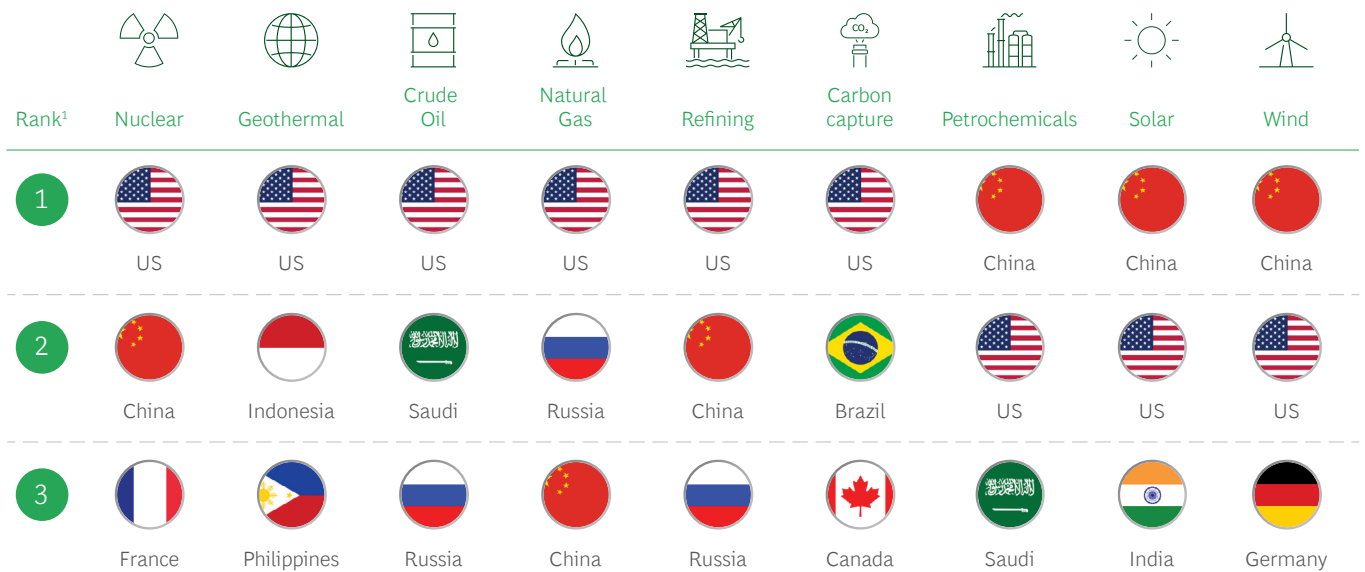 CO₂
Rank¹ Nuclear Geothermal Crude Oil Natural Gas Refining Carbon capture Petrochemicals Solar Wind
1
US US US US US US China China China
2
China Indonesia Saudi Russia China Brazil US US US
3
France Philippines Russia China Russia Canada Saudi India Germany